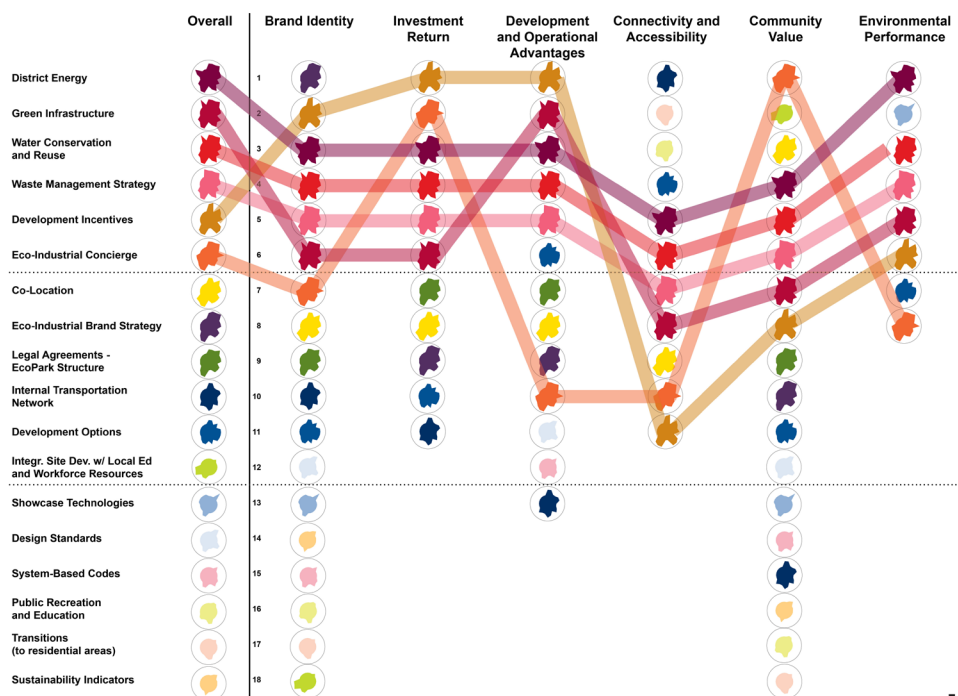 Overall
Brand Identity
Investment
Return
Development
and Operational
Advantages
Connectivity and
Accessibility
Community
Value
Environmental
Performance
District Energy
1
Green Infrastructure
2
Water Conservation
and Reuse
3
Waste Management Strategy
4
Development Incentives
5
Eco-Industrial Concierge
6
Co-Location
7
Eco-Industrial Brand Strategy
8
Legal Agreements -
EcoPark Structure
9
Internal Transportation
Network
10
Development Options
11
Integr. Site Dev. w/ Local Ed
and Workforce Resources
12
Showcase Technologies
13
Design Standards
14
System-Based Codes
15
Public Recreation
and Education
16
Transitions
(to residential areas)
17
Sustainability Indicators
18